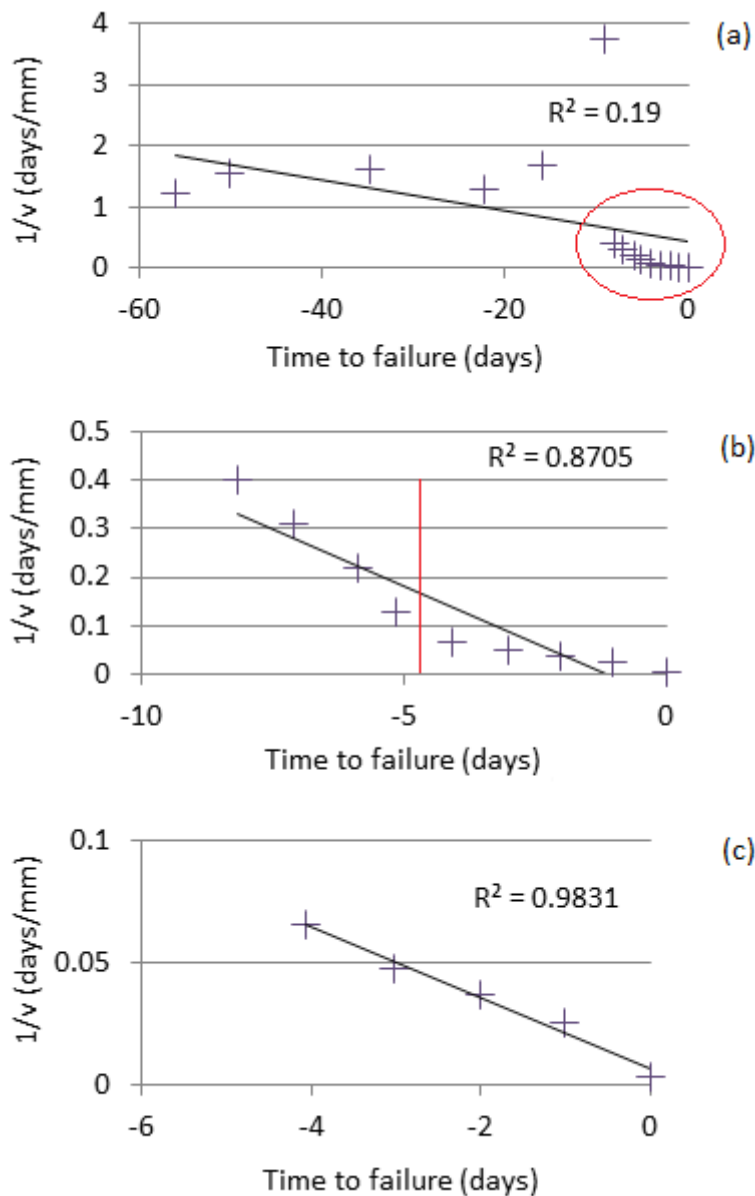 (a)
1/v (days/mm)
4
3
2
1
0
R² = 0.19
-60 -40 -20 0
Time to failure (days)
(b)
1/v (days/mm)
0.5
0.4
0.3
0.2
0.1
0
R² = 0.8705
-10 -5 0
Time to failure (days)
(c)
1/v (days/mm)
0.1
0.05
0
R² = 0.9831
-6 -4 -2 0
Time to failure (days)